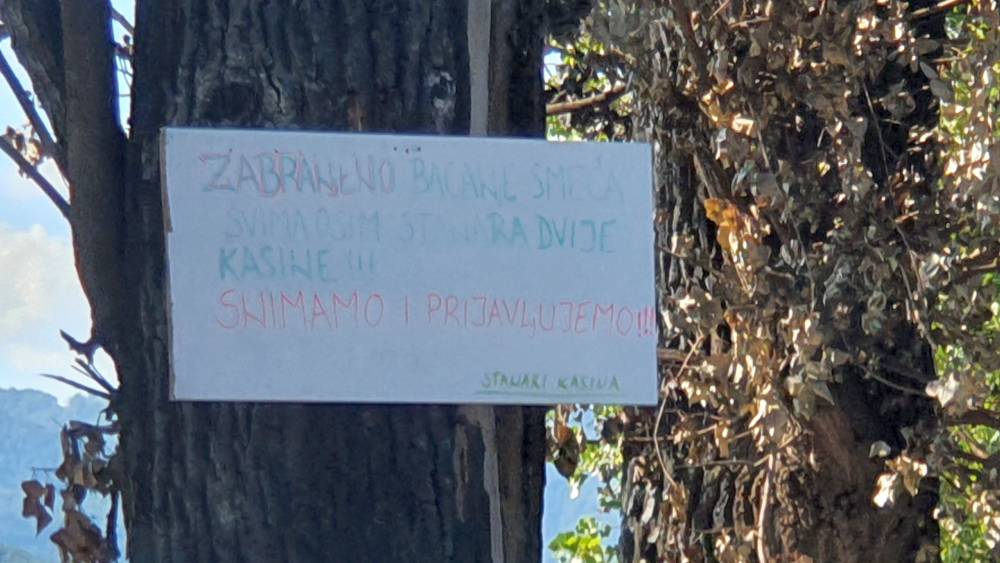 ZABRANJENO BACANJE SMEĆA
SVIMA OSIM STANARA DVIJE
KASINE!!!
SNIMAMO I PRIJAVLJUJEMO!!!
STANARI KASINA